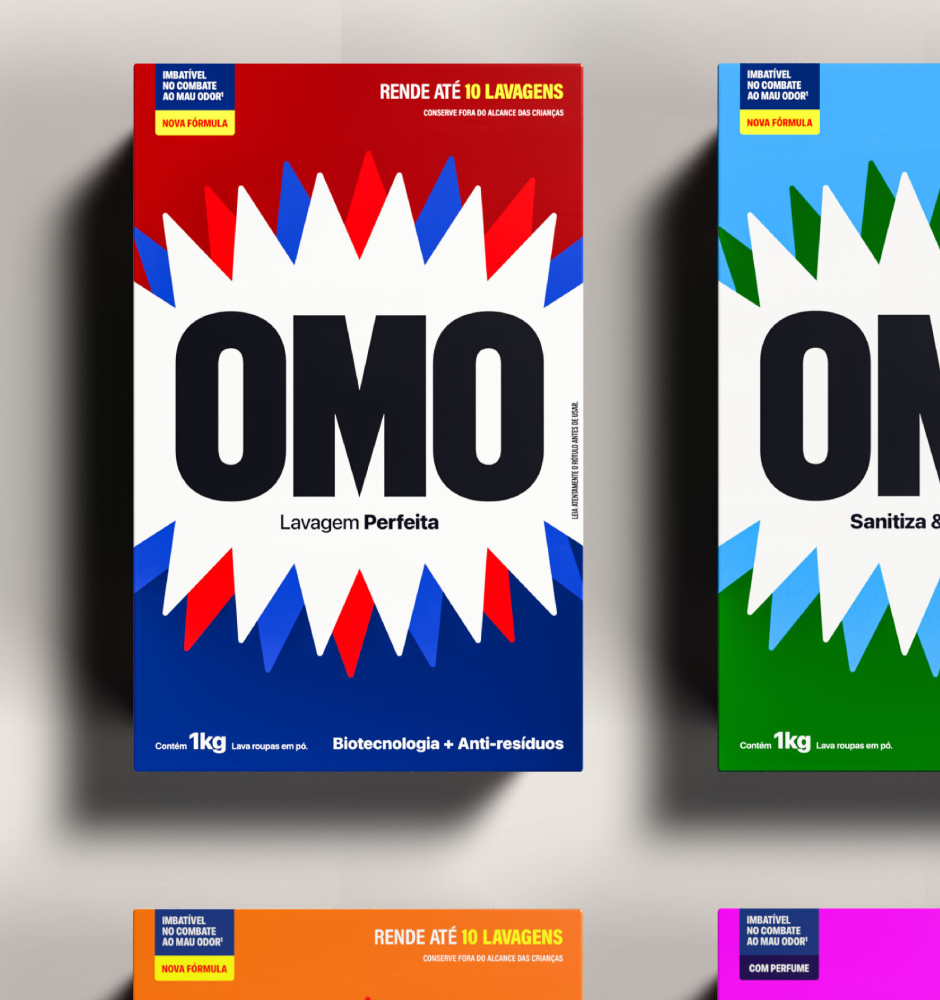 IMBATÍVEL
NO COMBATE
AO MAU ODOR¹
NOVA FÓRMULA
RENDE ATÉ 10 LAVAGENS
CONSERVE FORA DO ALCANCE DAS CRIANÇAS
OMO
Lavagem Perfeita
LEIA ATENTAMENTE O RÓTULO ANTES DE USAR.
Contém 1kg Lava roupas em pó.
Biotecnologia + Anti-resíduos
IMBATÍVEL
NO COMBATE
AO MAU ODOR¹
NOVA FÓRMULA
OM
Sanitiza &
Contém 1kg Lava roupas em pó.
IMBATÍVEL
NO COMBATE
AO MAU ODOR¹
NOVA FÓRMULA
RENDE ATÉ 10 LAVAGENS
CONSERVE FORA DO ALCANCE DAS CRIANÇAS
IMBATÍVEL
NO COMBATE
AO MAU ODOR¹
COM PERFUME